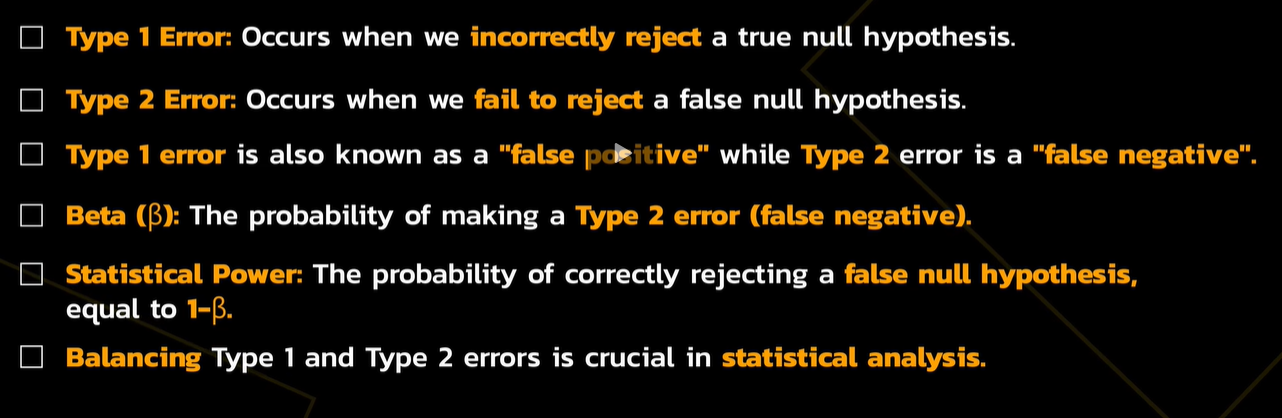 Type 1 Error: Occurs when we incorrectly reject a true null hypothesis.
Type 2 Error: Occurs when we fail to reject a false null hypothesis.
Type 1 error is also known as a "false positive" while Type 2 error is a "false negative".
Beta (β): The probability of making a Type 2 error (false negative).
Statistical Power: The probability of correctly rejecting a false null hypothesis,
equal to 1-β.
Balancing Type 1 and Type 2 errors is crucial in statistical analysis.